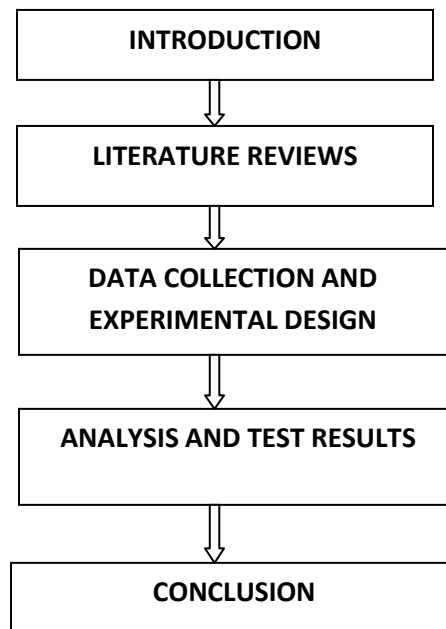 INTRODUCTION
LITERATURE REVIEWS
DATA COLLECTION AND
EXPERIMENTAL DESIGN
ANALYSIS AND TEST RESULTS
CONCLUSION